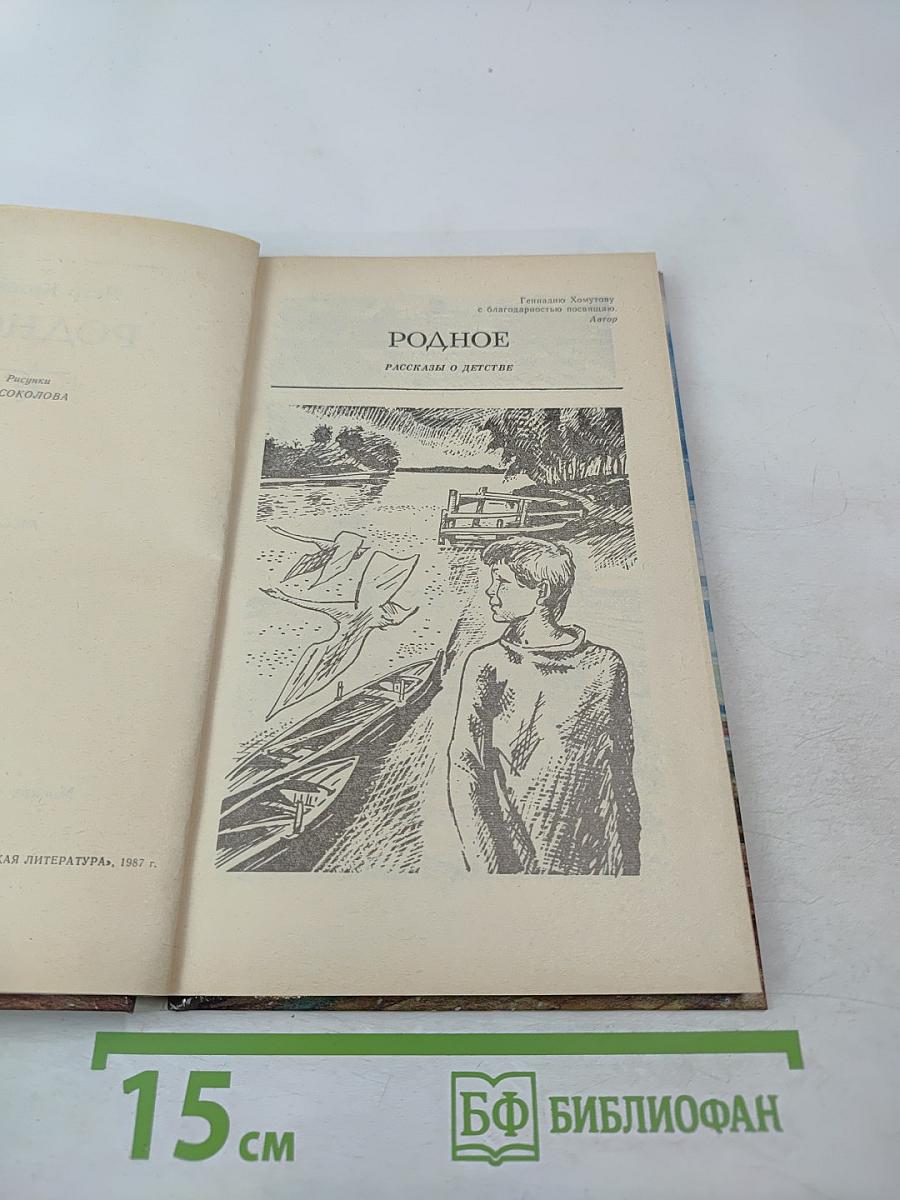 Рисунки
СОКОЛОВА
КАЯ ЛИТЕРАТУРА», 1987 г.
Геннадию Хомутову
с благодарностью посвящаю.
Автор
РОДНОЕ
РАССКАЗЫ О ДЕТСТВЕ
15 см
БФ БИБЛИОФАН